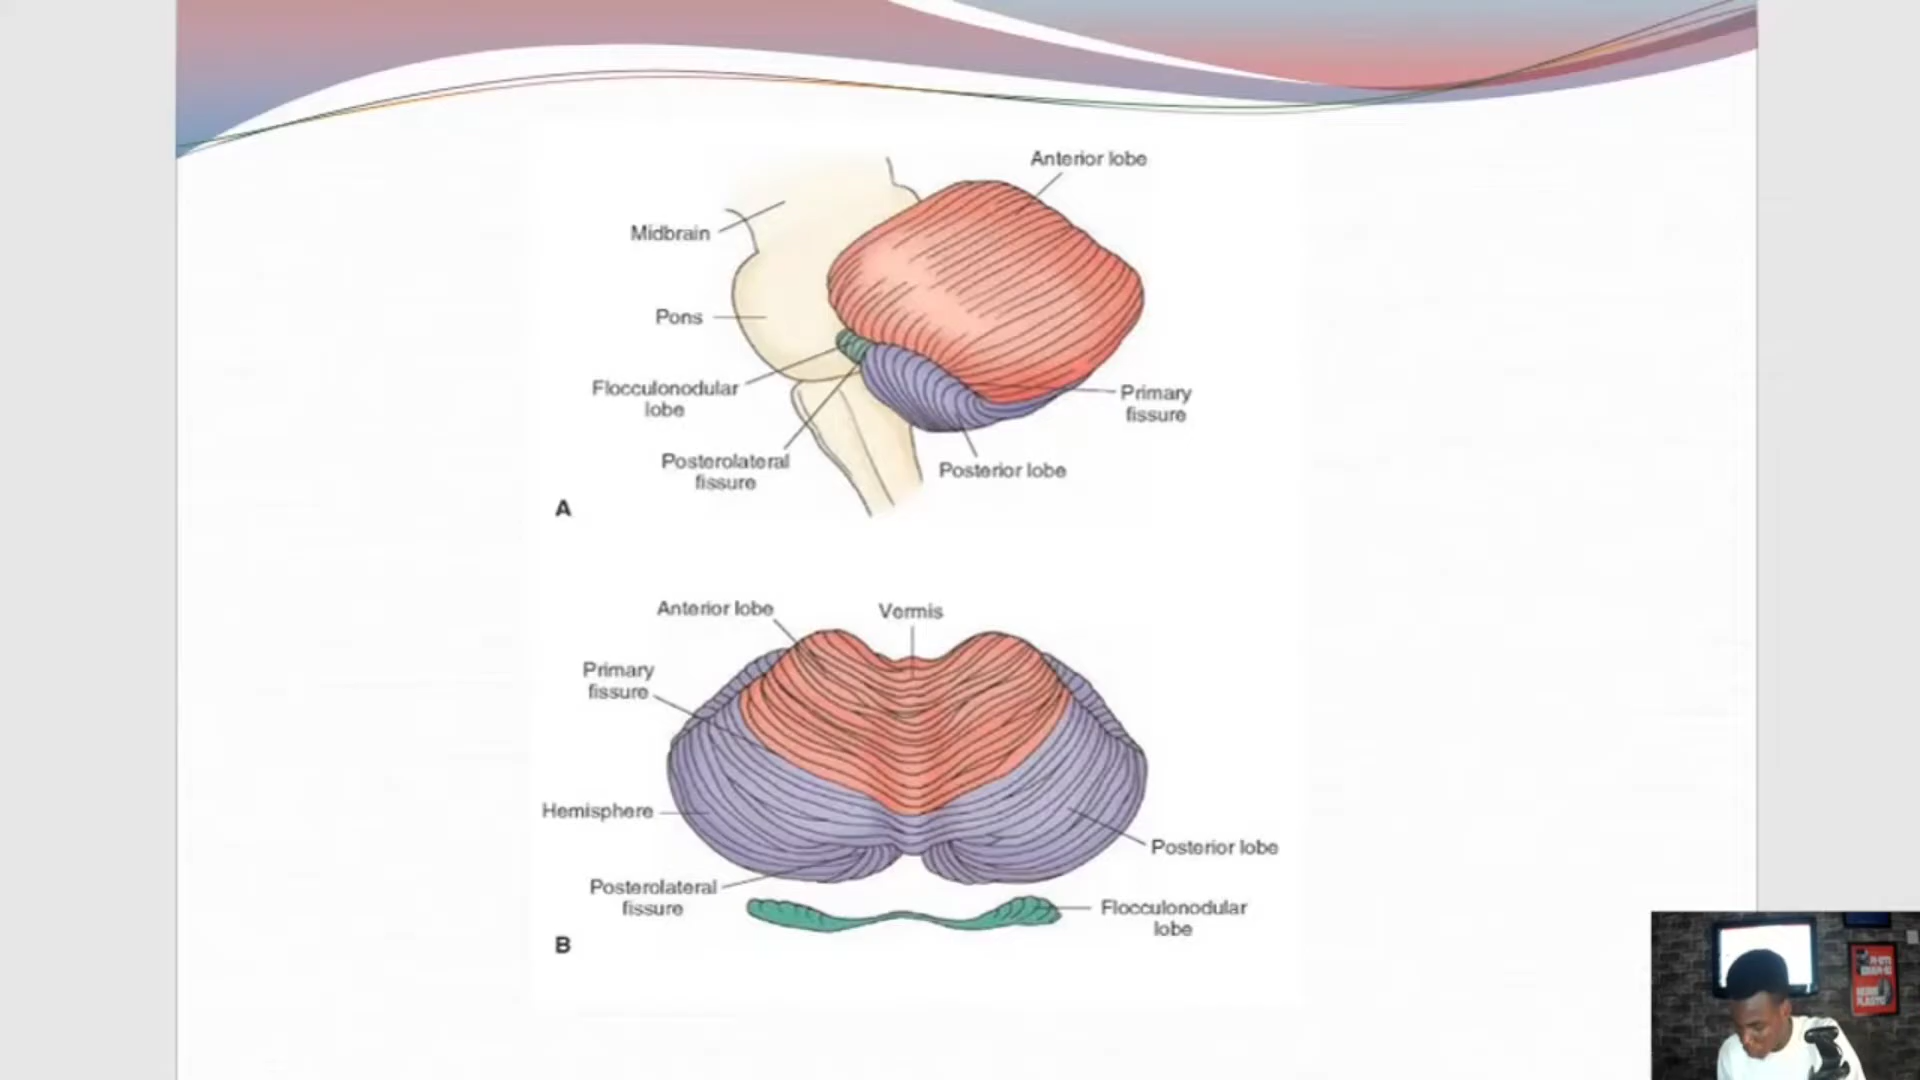 Anterior lobe
Midbrain
Pons
Flocculonodular
lobe
Primary
fissure
Posterolateral
fissure
Posterior lobe
A
Anterior lobe
Vermis
Primary
fissure
Hemisphere
Posterior lobe
Posterolateral
fissure
Flocculonodular
lobe
B